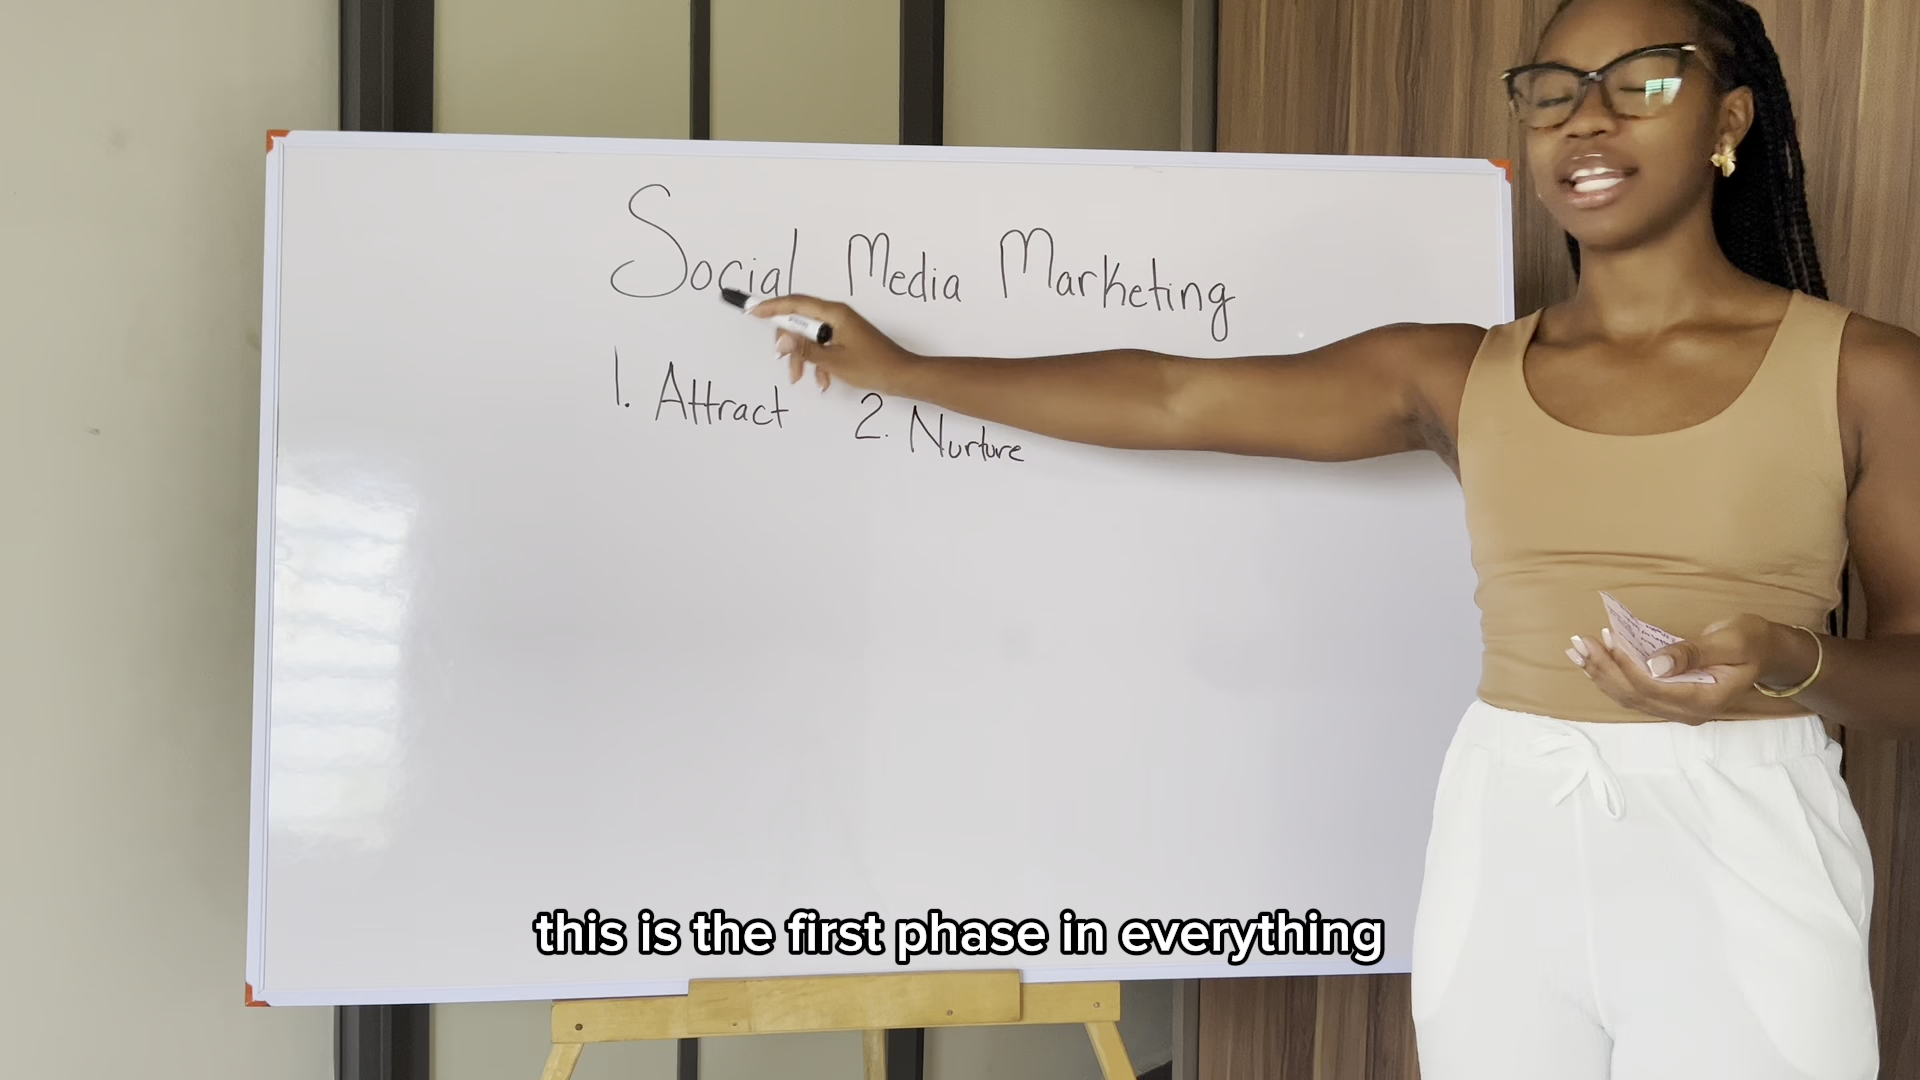 Social Media Marketing
1. Attract 2. Nurture
this is the first phase in everything